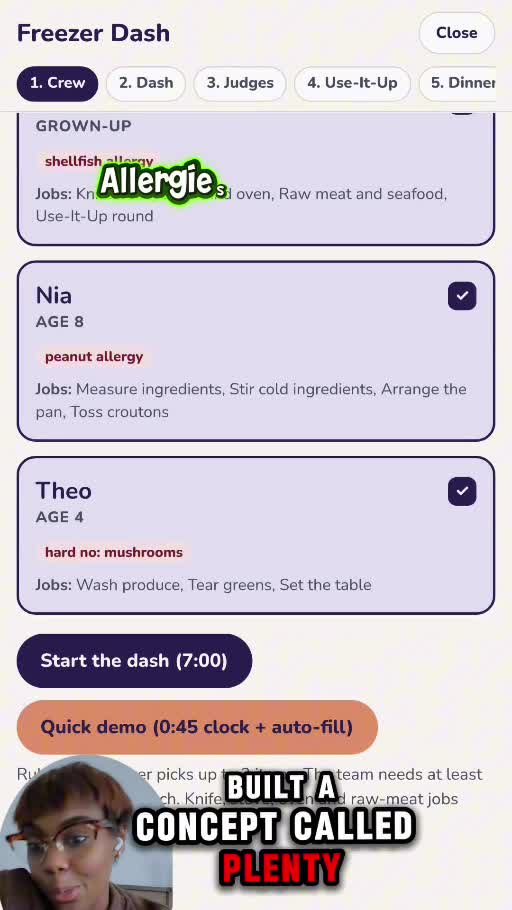 Freezer Dash
Close
1. Crew
2. Dash
3. Judges
4. Use-It-Up
5. Dinner
GROWN-UP
shellfish allergy
Allergies
Jobs: oven, Raw meat and seafood,
Use-It-Up round
Nia
AGE 8
peanut allergy
Jobs: Measure ingredients, Stir cold ingredients, Arrange the
pan, Toss croutons
Theo
AGE 4
hard no: mushrooms
Jobs: Wash produce, Tear greens, Set the table
Start the dash (7:00)
Quick demo (0:45 clock + auto-fill)
picks up team needs at least
Knife, and raw-meat jobs
BUILT A
CONCEPT CALLED
PLENTY